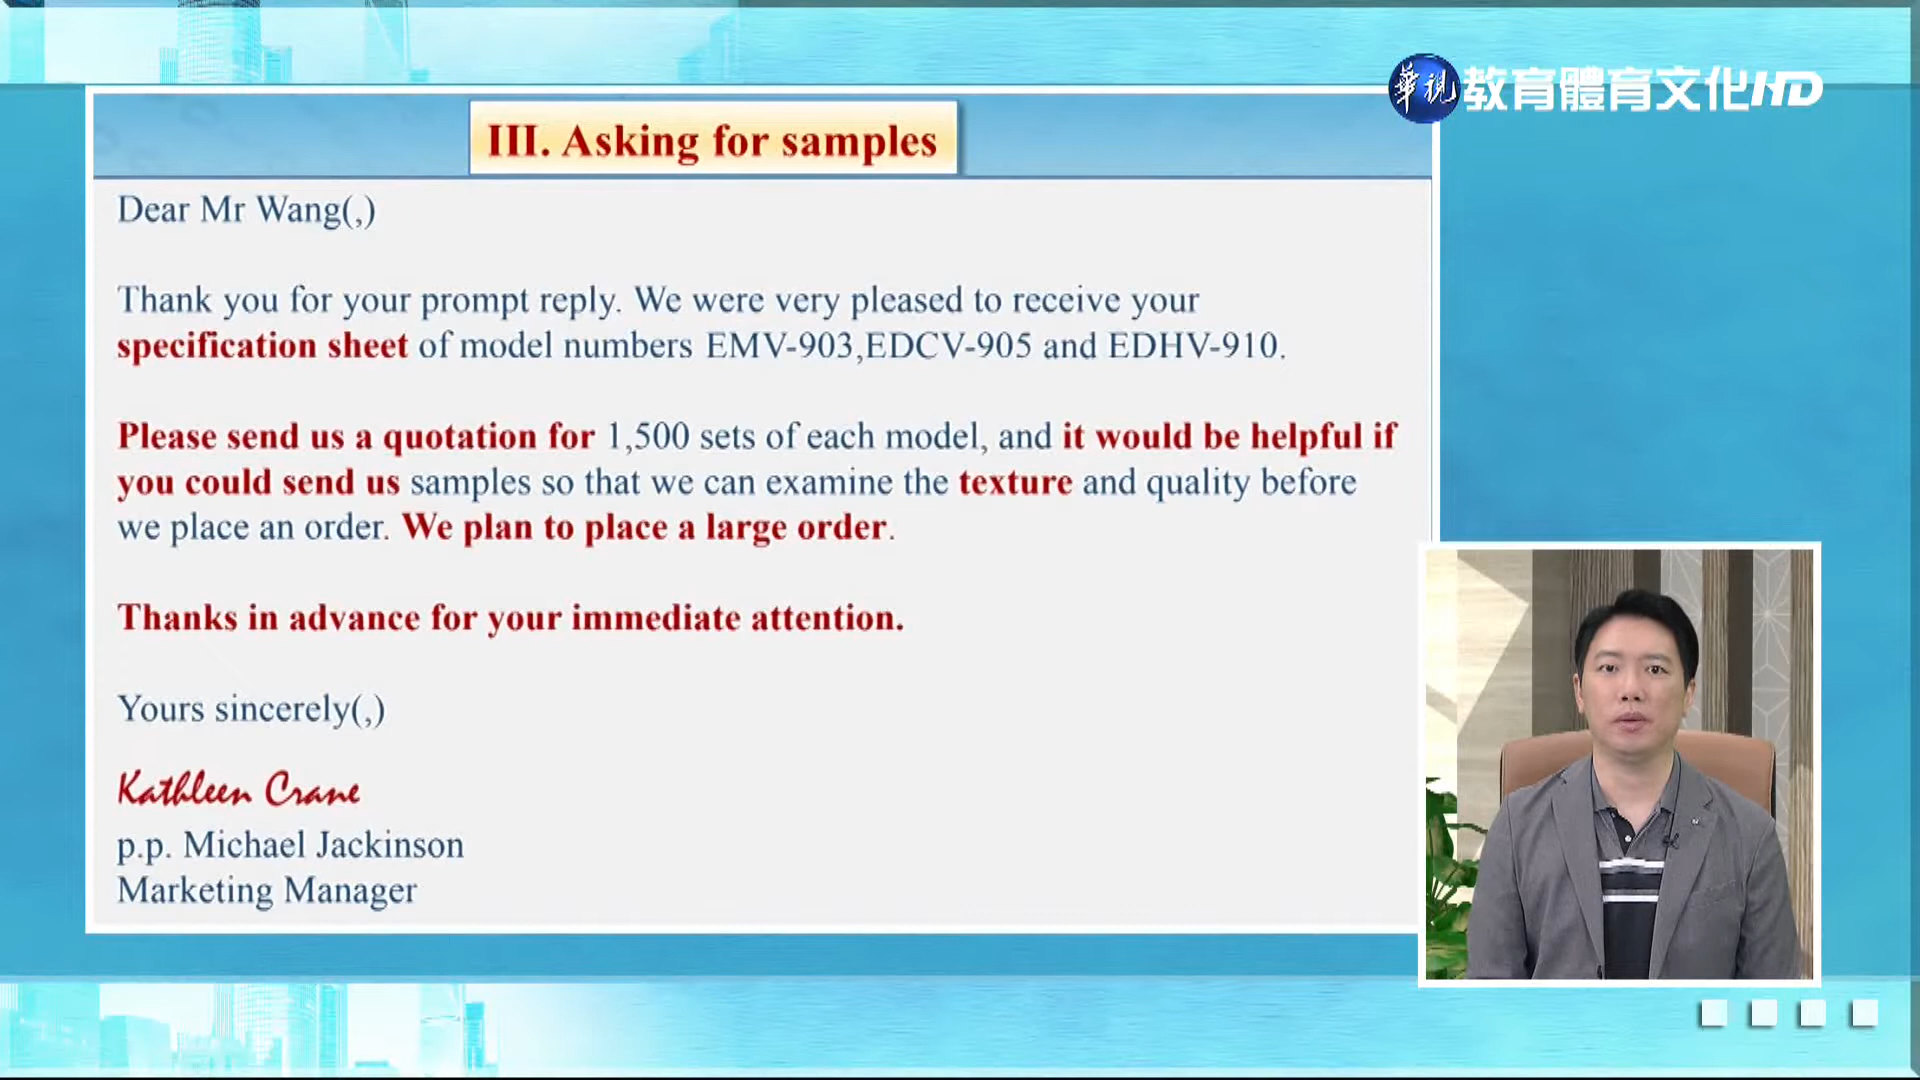 華視 教育體育文化HD
III. Asking for samples
Dear Mr Wang(,)
Thank you for your prompt reply. We were very pleased to receive your
specification sheet of model numbers EMV-903,EDCV-905 and EDHV-910.
Please send us a quotation for 1,500 sets of each model, and it would be helpful if
you could send us samples so that we can examine the texture and quality before
we place an order. We plan to place a large order.
Thanks in advance for your immediate attention.
Yours sincerely(,)
Kathleen Crane
p.p. Michael Jackinson
Marketing Manager